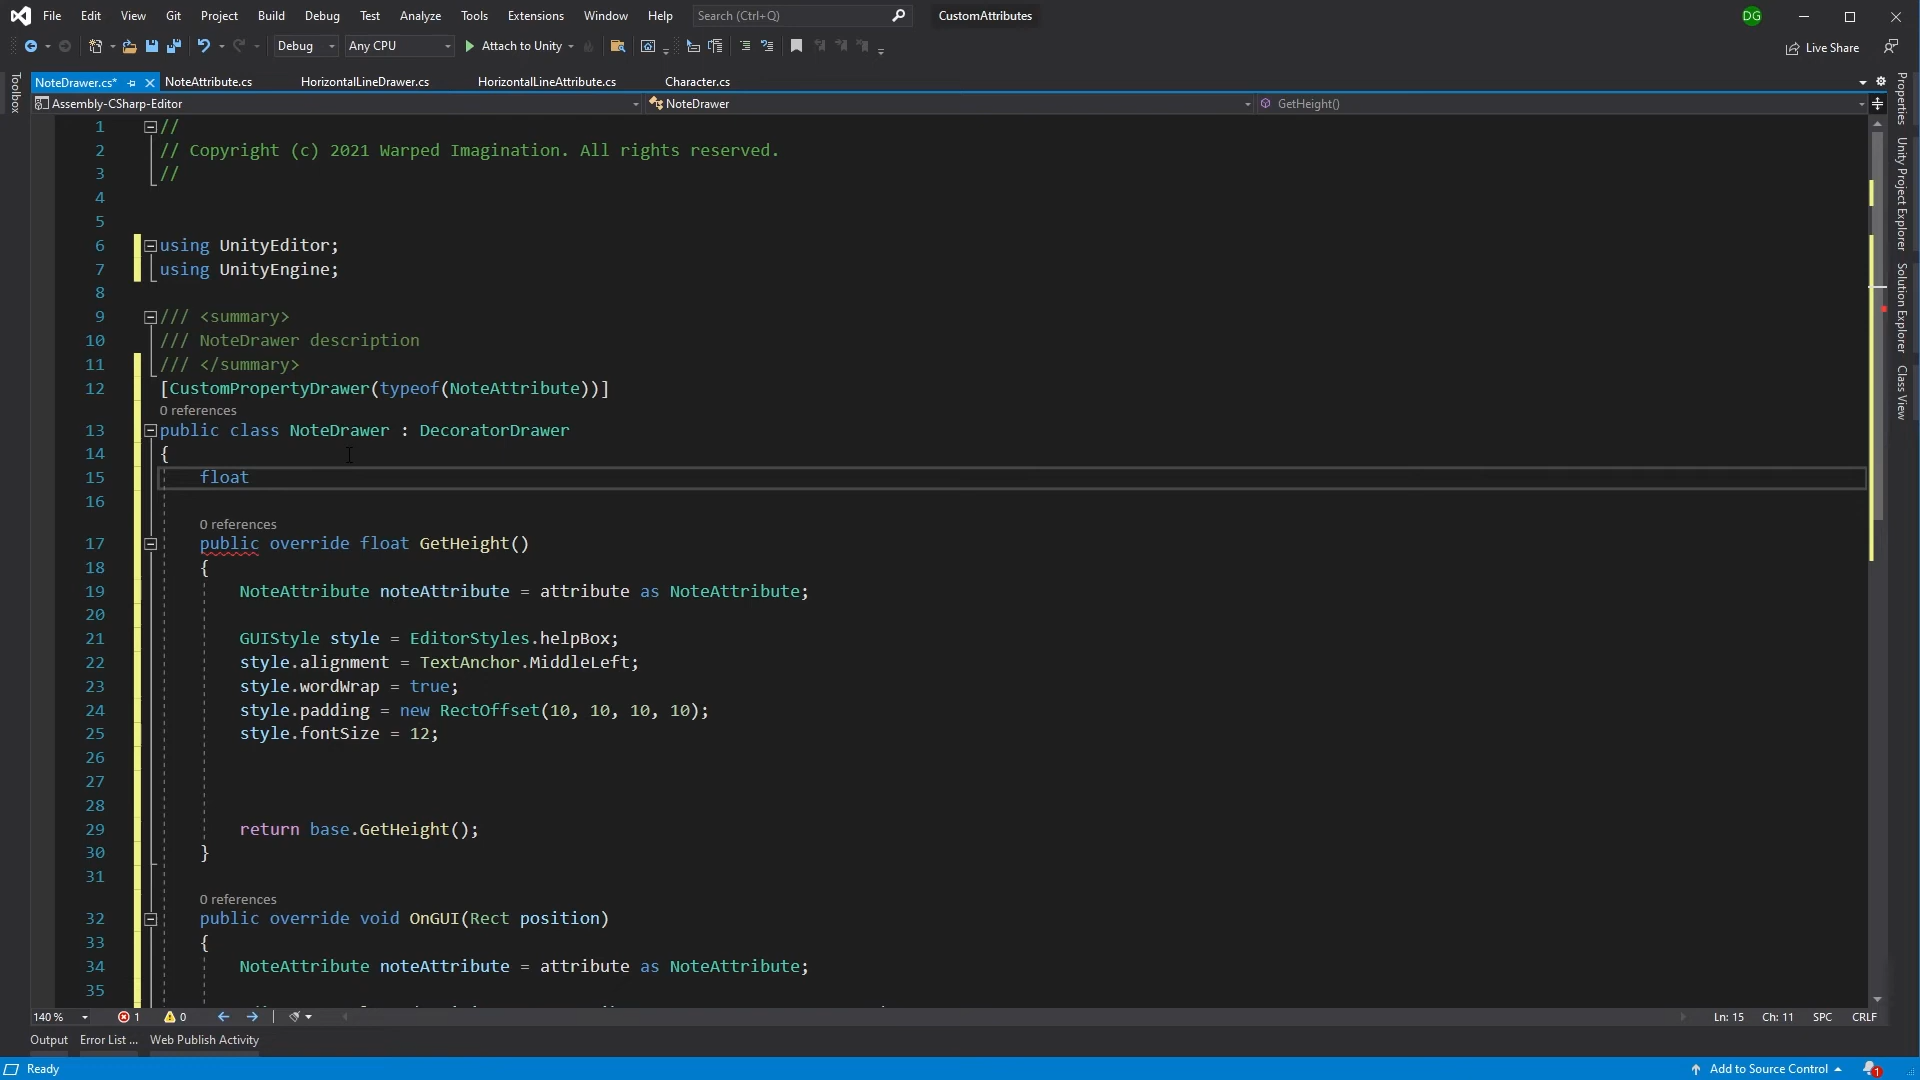 File Edit View Git Project Build Debug Test Analyze Tools Extensions Window Help Search (Ctrl+Q) CustomAttributes DG
Debug Any CPU Attach to Unity Live Share
NoteDrawer.cs* NoteAttribute.cs HorizontalLineDrawer.cs HorizontalLineAttribute.cs Character.cs
Assembly-CSharp-Editor NoteDrawer GetHeight()
Toolbox
Properties
Unity Project Explorer
Solution Explorer
Class View
1 //
2 // Copyright (c) 2021 Warped Imagination. All rights reserved.
3 //
4
5
6 using UnityEditor;
7 using UnityEngine;
8
9 /// <summary>
10 /// NoteDrawer description
11 /// </summary>
12 [CustomPropertyDrawer(typeof(NoteAttribute))]
0 references
13 public class NoteDrawer : DecoratorDrawer
14 {
15 float
16
0 references
17 public override float GetHeight()
18 {
19 NoteAttribute noteAttribute = attribute as NoteAttribute;
20
21 GUIStyle style = EditorStyles.helpBox;
22 style.alignment = TextAnchor.MiddleLeft;
23 style.wordWrap = true;
24 style.padding = new RectOffset(10, 10, 10, 10);
25 style.fontSize = 12;
26
27
28
29 return base.GetHeight();
30 }
31
0 references
32 public override void OnGUI(Rect position)
33 {
34 NoteAttribute noteAttribute = attribute as NoteAttribute;
35
140 % 1 0 Ln: 15 Ch: 11 SPC CRLF
Output Error List ... Web Publish Activity
Ready Add to Source Control 1